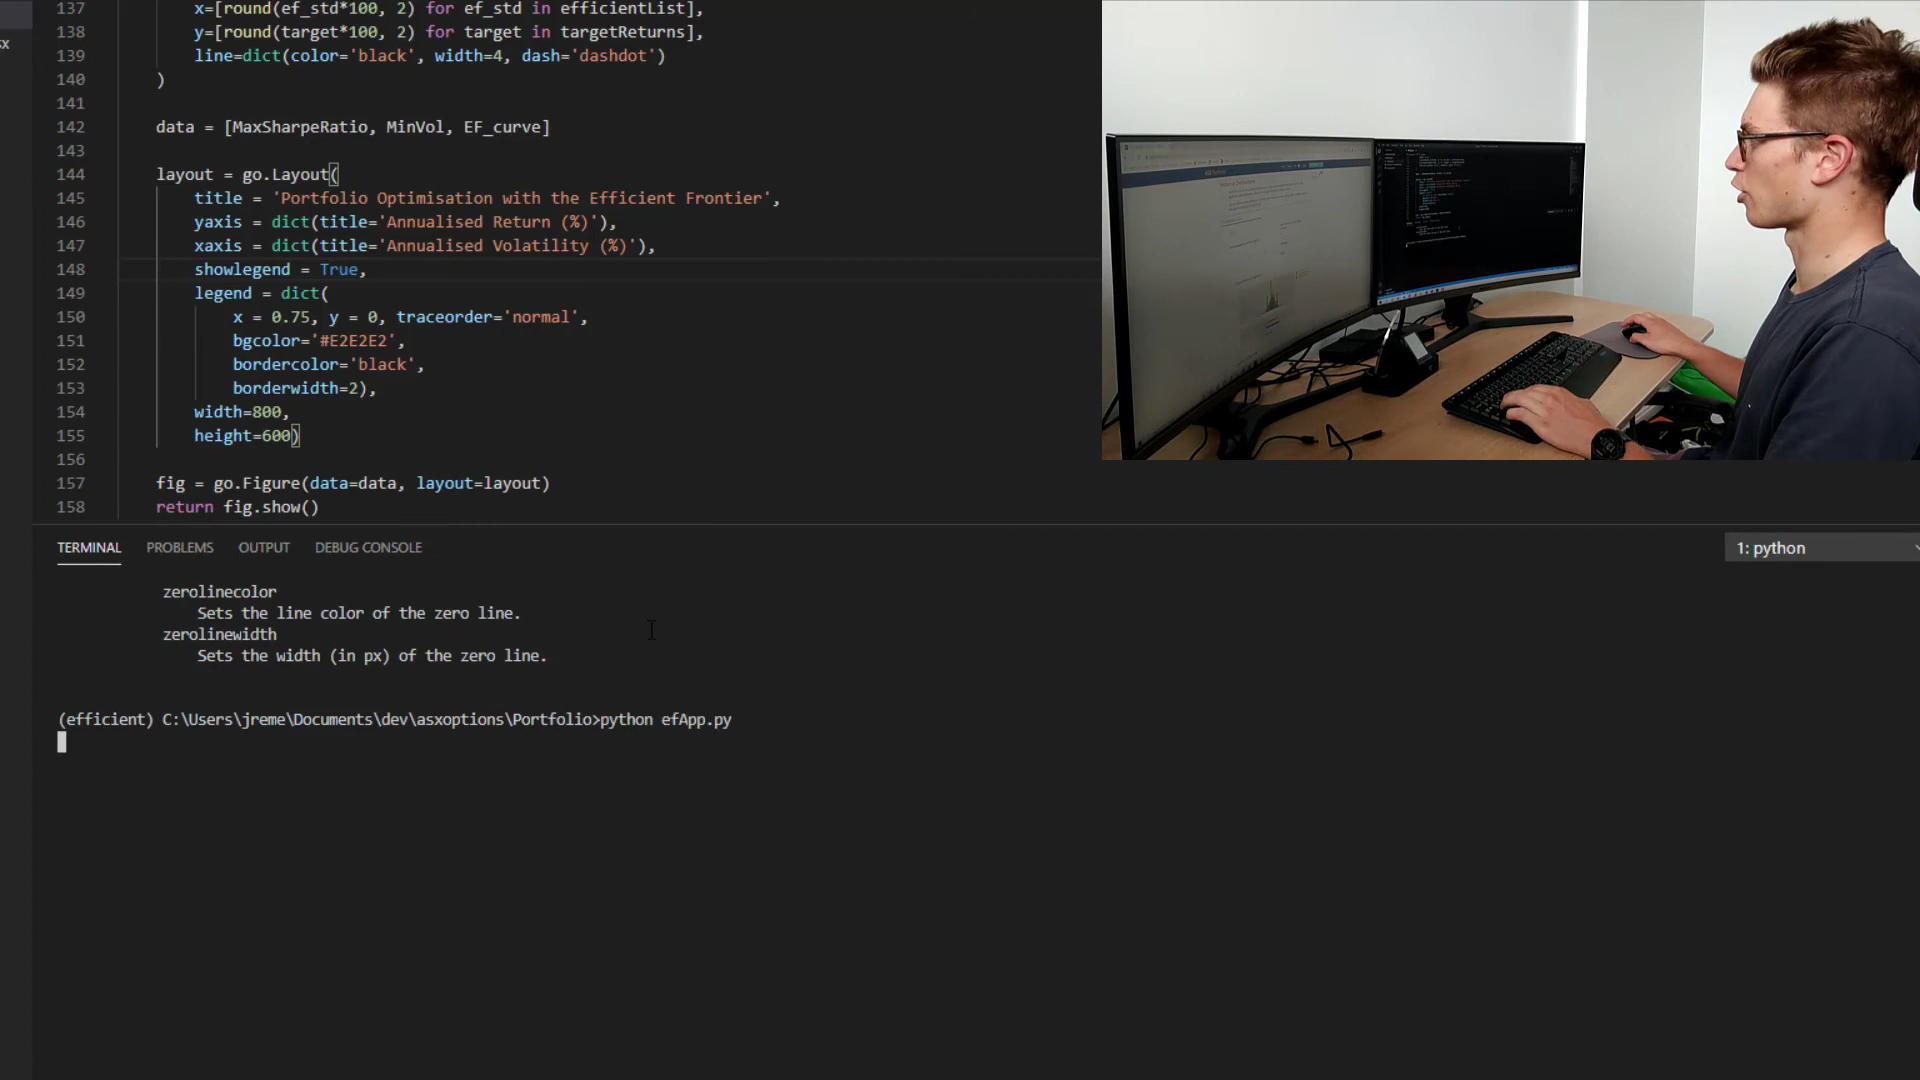 137 x=[round(ef_std*100, 2) for ef_std in efficientList],
138 y=[round(target*100, 2) for target in targetReturns],
139 line=dict(color='black', width=4, dash='dashdot')
140 )
141
142 data = [MaxSharpeRatio, MinVol, EF_curve]
143
144 layout = go.Layout(
145 title = 'Portfolio Optimisation with the Efficient Frontier',
146 yaxis = dict(title='Annualised Return (%)'),
147 xaxis = dict(title='Annualised Volatility (%)'),
148 showlegend = True,
149 legend = dict(
150 x = 0.75, y = 0, traceorder='normal',
151 bgcolor='#E2E2E2',
152 bordercolor='black',
153 borderwidth=2),
154 width=800,
155 height=600)
156
157 fig = go.Figure(data=data, layout=layout)
158 return fig.show()
TERMINAL PROBLEMS OUTPUT DEBUG CONSOLE 1: python
zerolinecolor
Sets the line color of the zero line.
zerolinewidth
Sets the width (in px) of the zero line.
(efficient) C:\Users\jreme\Documents\dev\asxoptions\Portfolio>python efApp.py